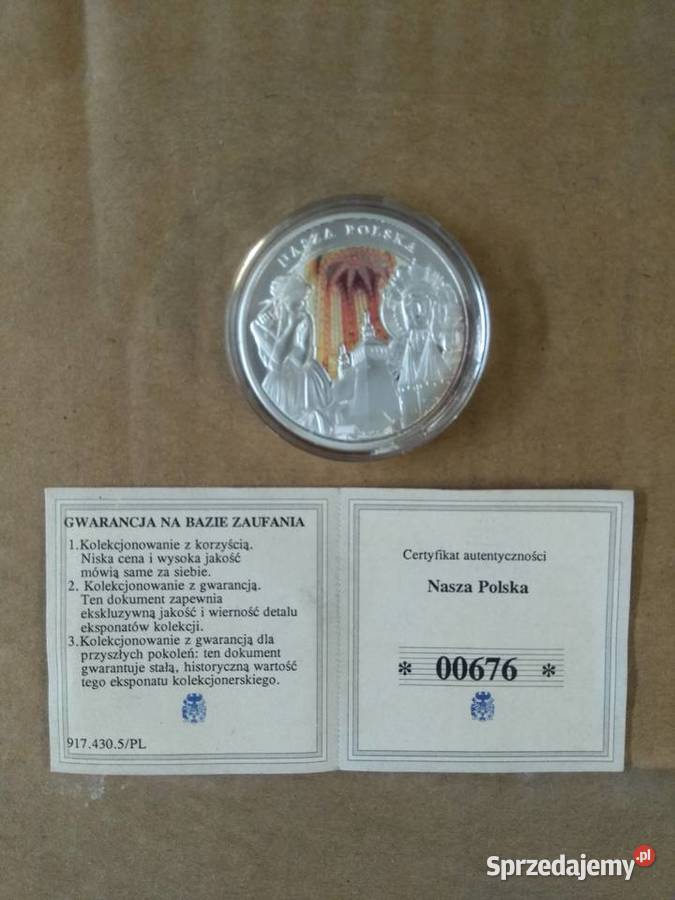 NASZA POLSKA
GWARANCJA NA BAZIE ZAUFANIA
1.Kolekcjonowanie z korzyścią.
Niska cena i wysoka jakość
mówią same za siebie.
2. Kolekcjonowanie z gwarancją.
Ten dokument zapewnia
ekskluzywną jakość i wierność detalu
eksponatów kolekcji.
3.Kolekcjonowanie z gwarancją dla
przyszłych pokoleń: ten dokument
gwarantuje stałą, historyczną wartość
tego eksponatu kolekcjonerskiego.
917.430.5/PL
Certyfikat autentyczności
Nasza Polska
* 00676 *
Sprzedajemy.pl